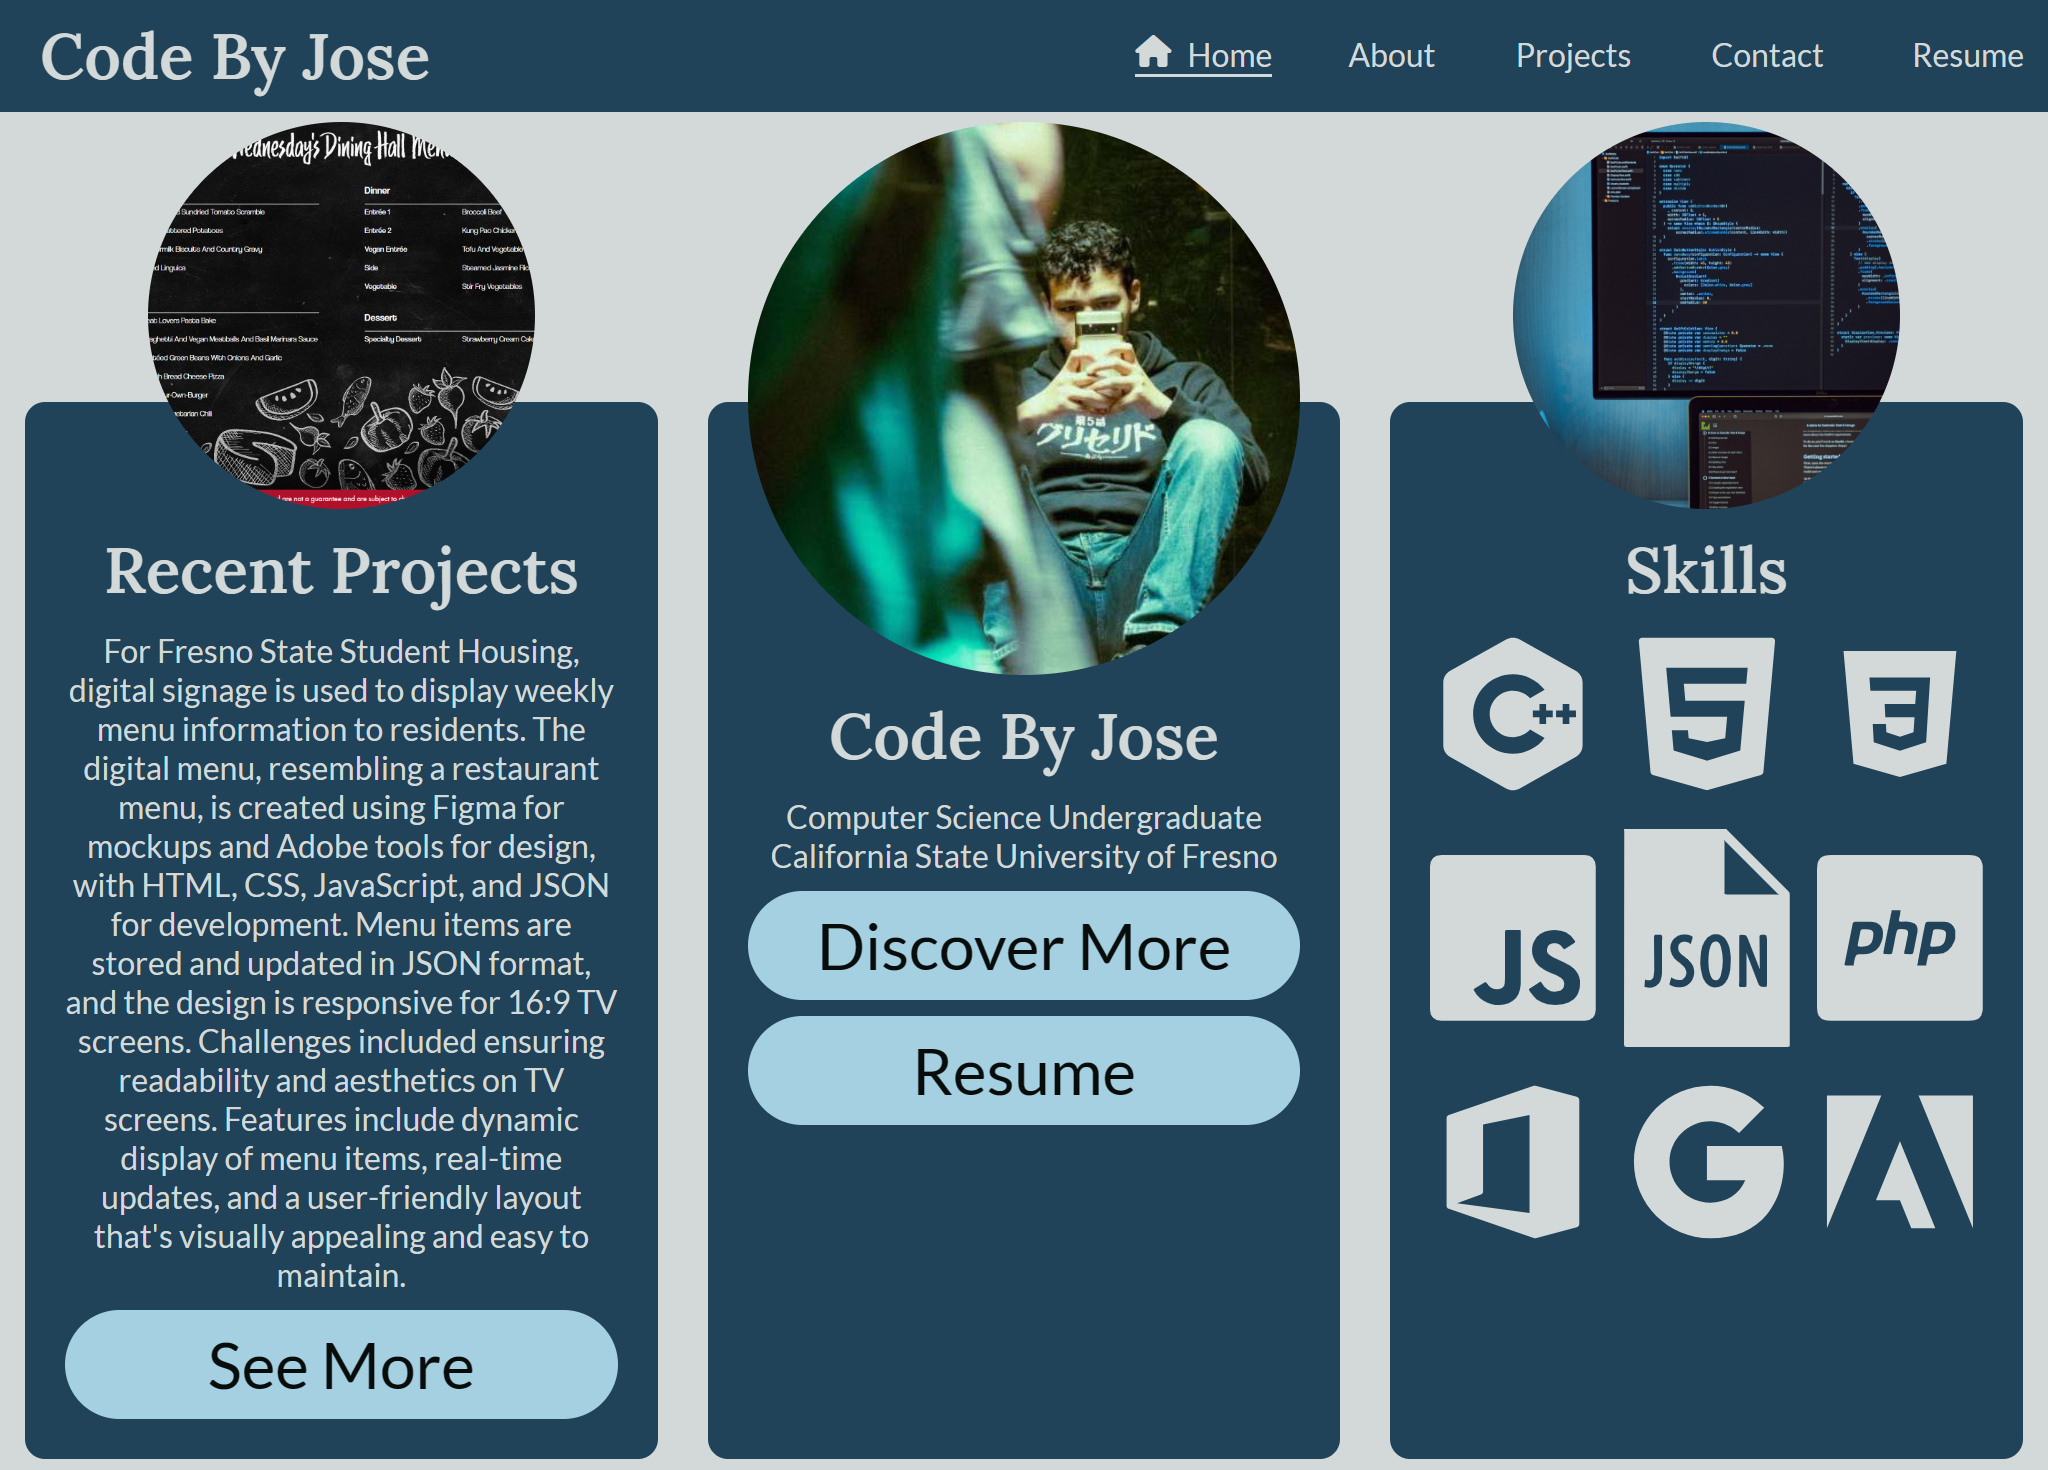 Code By Jose
Home
About
Projects
Contact
Resume
Wednesday's Dining Hall Menu
Dinner
Sundried Tomato Scramble
Entrée 1
Broccoli Beef
Potatoes
Entrée 2
Kung Pao Chicken
Biscuits And Country Gravy
Vegan Entrée
Tofu And Vegetable
Linguica
Side
Steamed Jasmine
Vegetable
Stir Fry Vegetables
Dessert
Lovers Pasta Bake
And Vegan Meatballs And Basil Marinara Sauce
Specialty Dessert
Strawberry Cream
Green Beans With Onions And Garlic
Bread Cheese Pizza
-Own-Burger
Chili
are not a guarantee and are subject to
第5話
グリセリド
Recent Projects
For Fresno State Student Housing,
digital signage is used to display weekly
menu information to residents. The
digital menu, resembling a restaurant
menu, is created using Figma for
mockups and Adobe tools for design,
with HTML, CSS, JavaScript, and JSON
for development. Menu items are
stored and updated in JSON format,
and the design is responsive for 16:9 TV
screens. Challenges included ensuring
readability and aesthetics on TV
screens. Features include dynamic
display of menu items, real-time
updates, and a user-friendly layout
that's visually appealing and easy to
maintain.
See More
Code By Jose
Computer Science Undergraduate
California State University of Fresno
Discover More
Resume
Skills
C++
5
3
JS
JSON
php
G